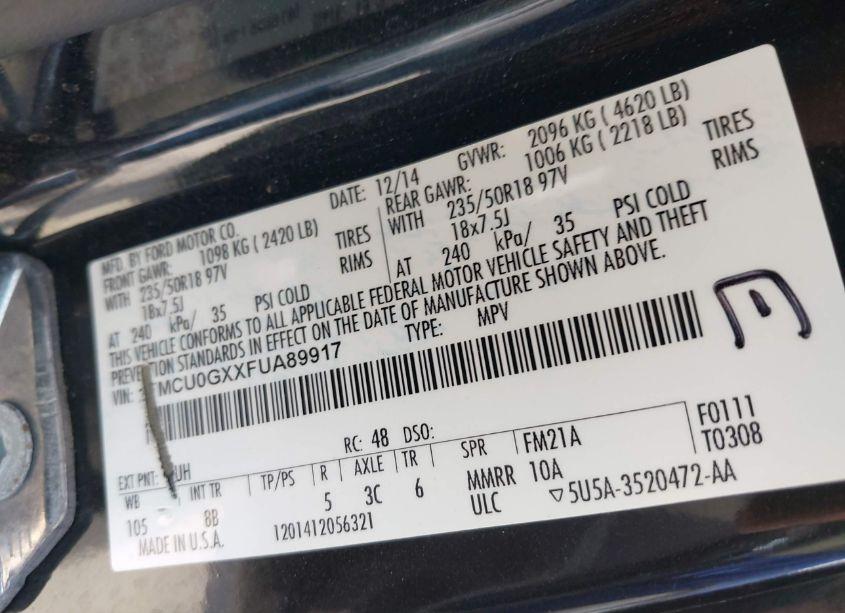 MFD. BY FORD MOTOR CO.
DATE: 12/14
GVWR: 2096 KG ( 4620 LB)
FRONT GAWR: 1098 KG ( 2420 LB)
REAR GAWR: 1006 KG ( 2218 LB)
WITH 235/50R18 97V TIRES
WITH 235/50R18 97V TIRES
18x7.5J RIMS
18x7.5J RIMS
AT 240 kPa/ 35 PSI COLD
AT 240 kPa/ 35 PSI COLD
THIS VEHICLE CONFORMS TO ALL APPLICABLE FEDERAL MOTOR VEHICLE SAFETY AND THEFT
PREVENTION STANDARDS IN EFFECT ON THE DATE OF MANUFACTURE SHOWN ABOVE.
VIN: MCU0GXXFUA89917
TYPE: MPV
RC: 48 DSO:
EXT PNT: UH
WB INT TR TP/PS R AXLE TR SPR
105 8B 5 3C 6
FM21A
MMRR 10A
ULC 5U5A-3520472-AA
F0111
T0308
MADE IN U.S.A.
1201412056321